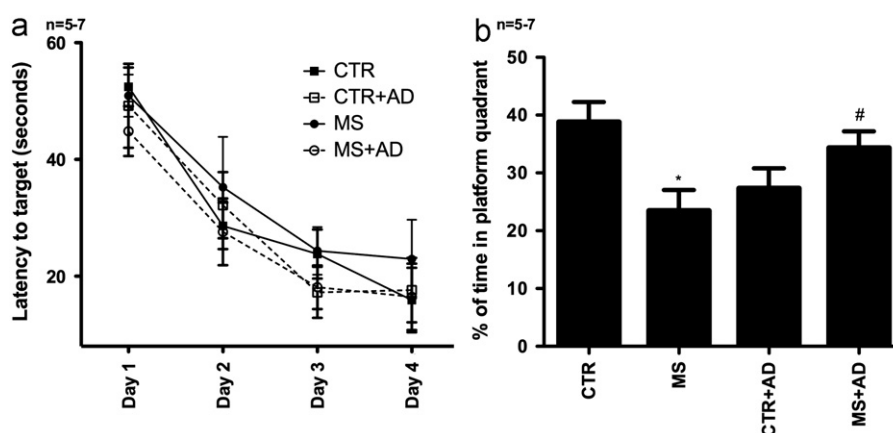 a
n=5-7
Latency to target (seconds)
60
40
20
CTR
CTR+AD
MS
MS+AD
Day 1
Day 2
Day 3
Day 4
b
n=5-7
% of time in platform quadrant
50
40
30
20
10
0
*
#
CTR
MS
CTR+AD
MS+AD